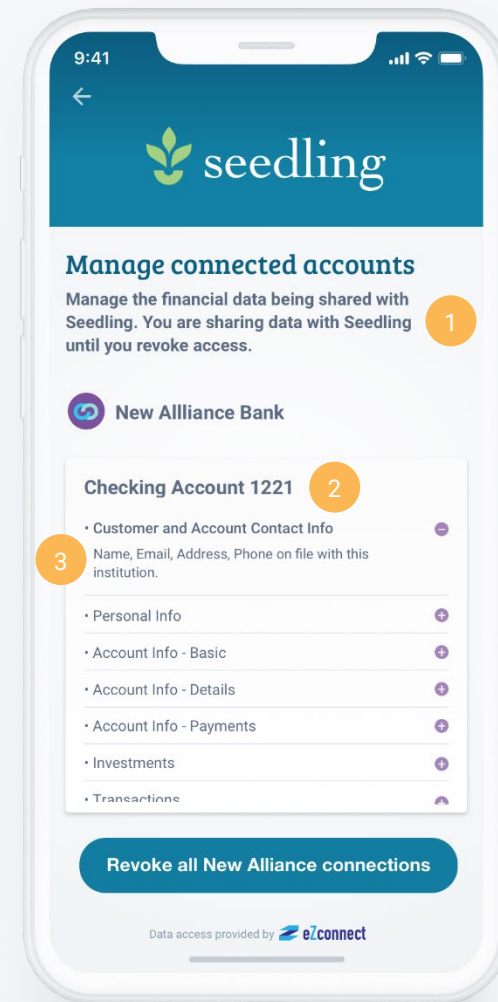 9:41
seedling
Manage connected accounts
Manage the financial data being shared with
Seedling. You are sharing data with Seedling
until you revoke access.
1
New Allliance Bank
Checking Account 1221
2
• Customer and Account Contact Info
3
Name, Email, Address, Phone on file with this
institution.
• Personal Info
• Account Info - Basic
• Account Info - Details
• Account Info - Payments
• Investments
• Transactions
Revoke all New Alliance connections
Data access provided by eZconnect